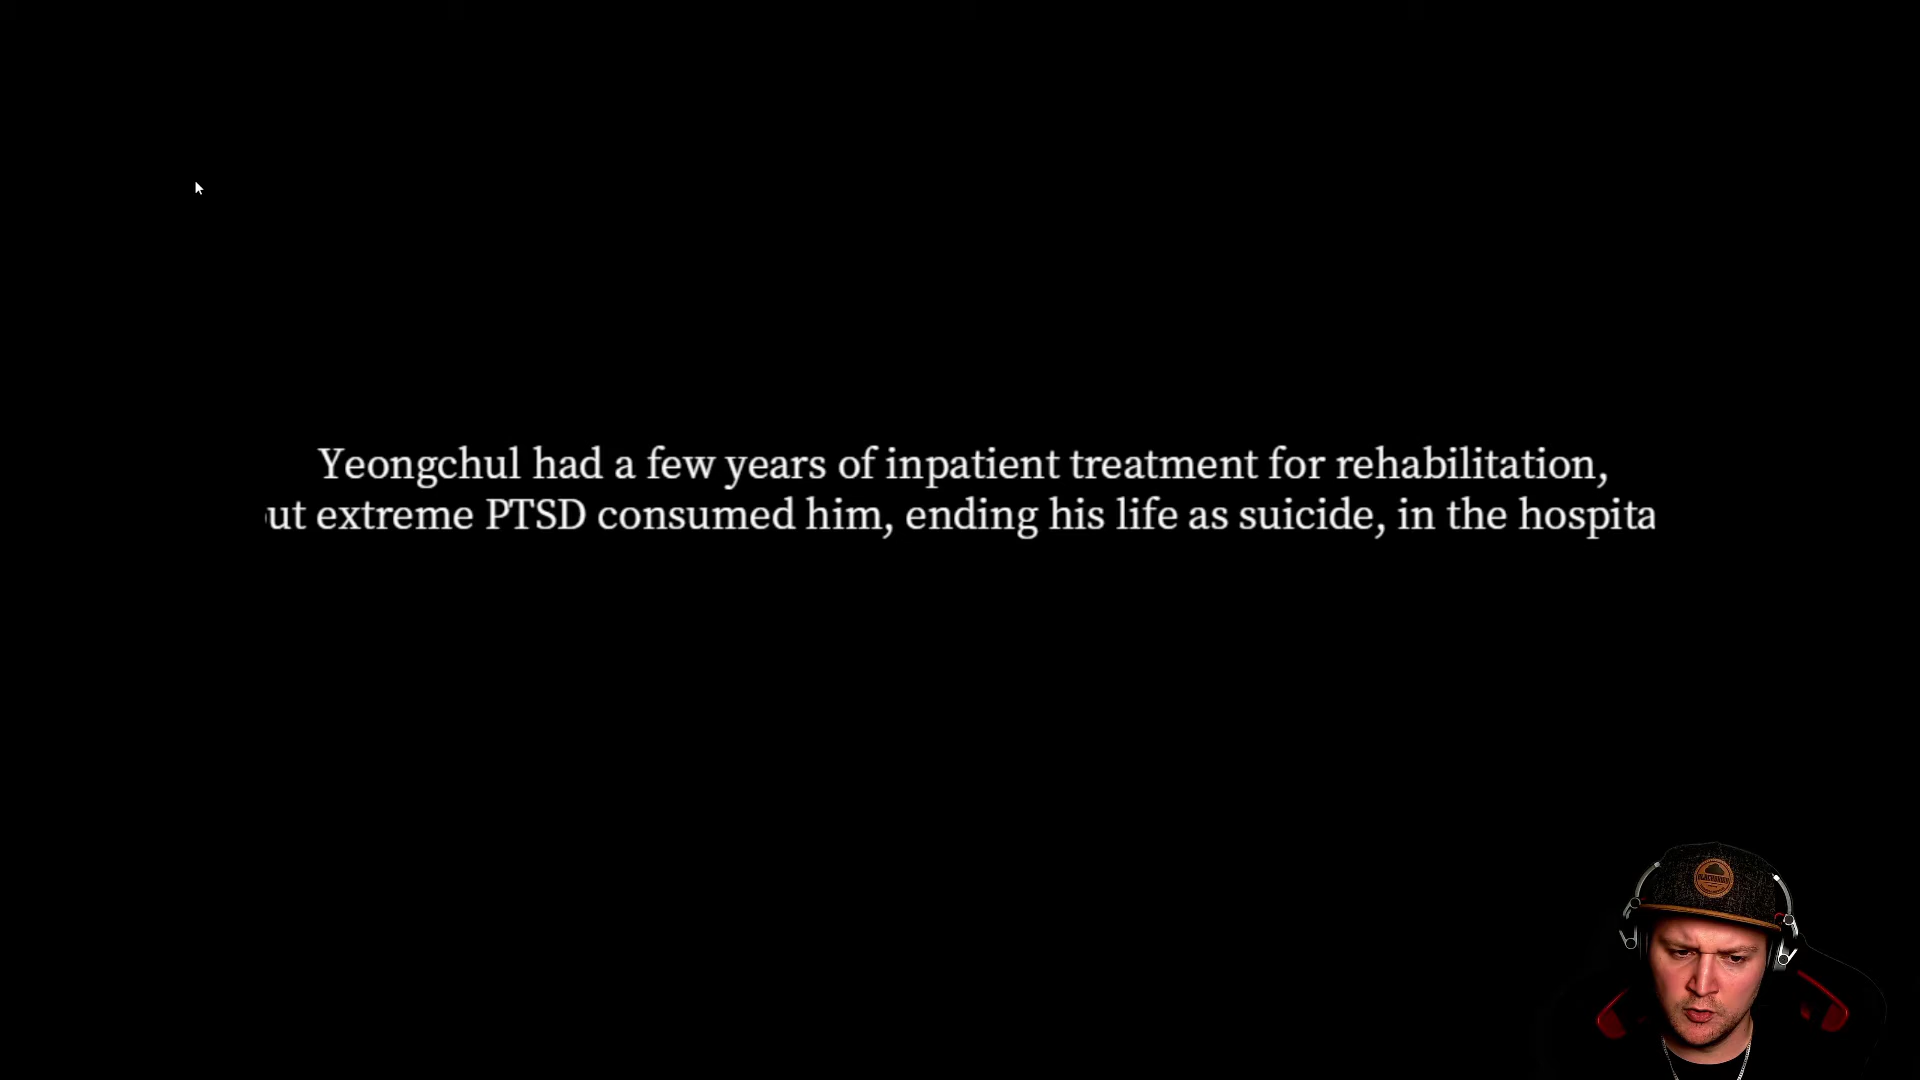 Yeongchul had a few years of inpatient treatment for rehabilitation,
ut extreme PTSD consumed him, ending his life as suicide, in the hospita